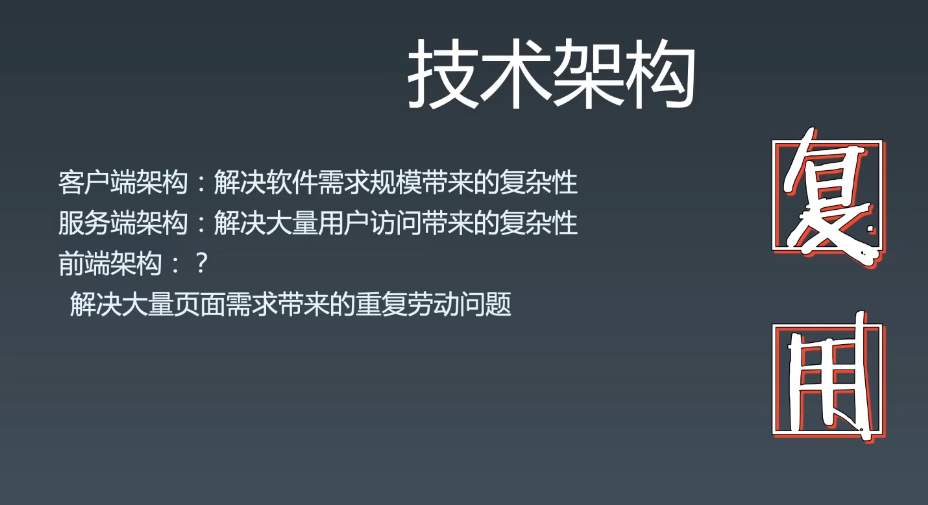 技术架构
客户端架构：解决软件需求规模带来的复杂性
服务端架构：解决大量用户访问带来的复杂性
前端架构：？
解决大量页面需求带来的重复劳动问题
复
用